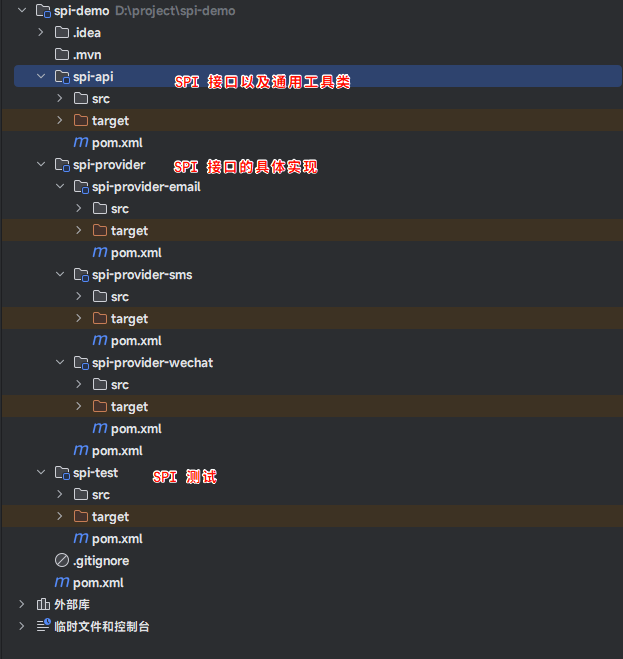 spi-demo D:\project\spi-demo
.idea
.mvn
spi-api SPI 接口以及通用工具类
src
target
m pom.xml
spi-provider SPI 接口的具体实现
spi-provider-email
src
target
m pom.xml
spi-provider-sms
src
target
m pom.xml
spi-provider-wechat
src
target
m pom.xml
m pom.xml
spi-test SPI 测试
src
target
m pom.xml
.gitignore
m pom.xml
外部库
临时文件和控制台